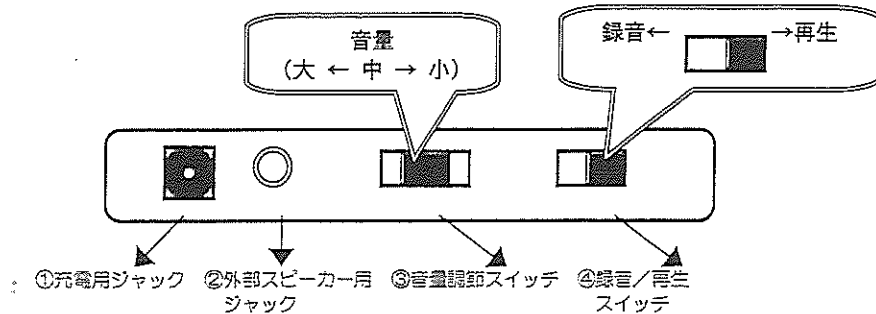 音量
（大 ← 中 → 小）
録音← →再生
①充電用ジャック
②外部スピーカー用
ジャック
③音量調節スイッチ
④録音／再生
スイッチ